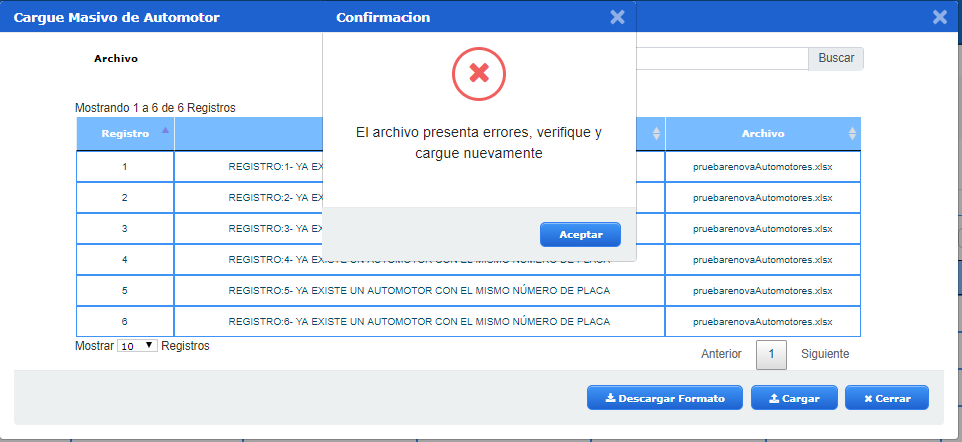 Cargue Masivo de Automotor
Confirmacion
Archivo
Buscar
El archivo presenta errores, verifique y
cargue nuevamente
Aceptar
Mostrando 1 a 6 de 6 Registros
Registro
Archivo
1 REGISTRO:1- YA EX pruebarenovaAutomotores.xlsx
2 REGISTRO:2- YA EX pruebarenovaAutomotores.xlsx
3 REGISTRO:3- YA EX pruebarenovaAutomotores.xlsx
4 REGISTRO:4- YA EXISTE UN AUTOMOTOR CON EL MISMO NÚMERO DE PLACA pruebarenovaAutomotores.xlsx
5 REGISTRO:5- YA EXISTE UN AUTOMOTOR CON EL MISMO NÚMERO DE PLACA pruebarenovaAutomotores.xlsx
6 REGISTRO:6- YA EXISTE UN AUTOMOTOR CON EL MISMO NÚMERO DE PLACA pruebarenovaAutomotores.xlsx
Mostrar 10 Registros
Anterior 1 Siguiente
Descargar Formato Cargar Cerrar